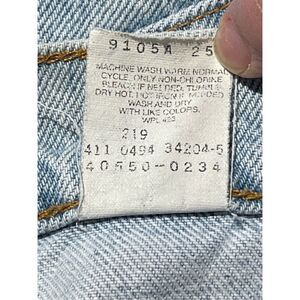 9105A 25
MACHINE WASH WARM NORMAL
CYCLE, ONLY NON-CHLORINE
BLEACH IF NEEDED. TUMBLE
DRY HOT. HOT IRON IF NEEDED
WASH AND DRY
WITH LIKE COLORS.
WPL 423
219
411 0494 34204-5
40550-0234